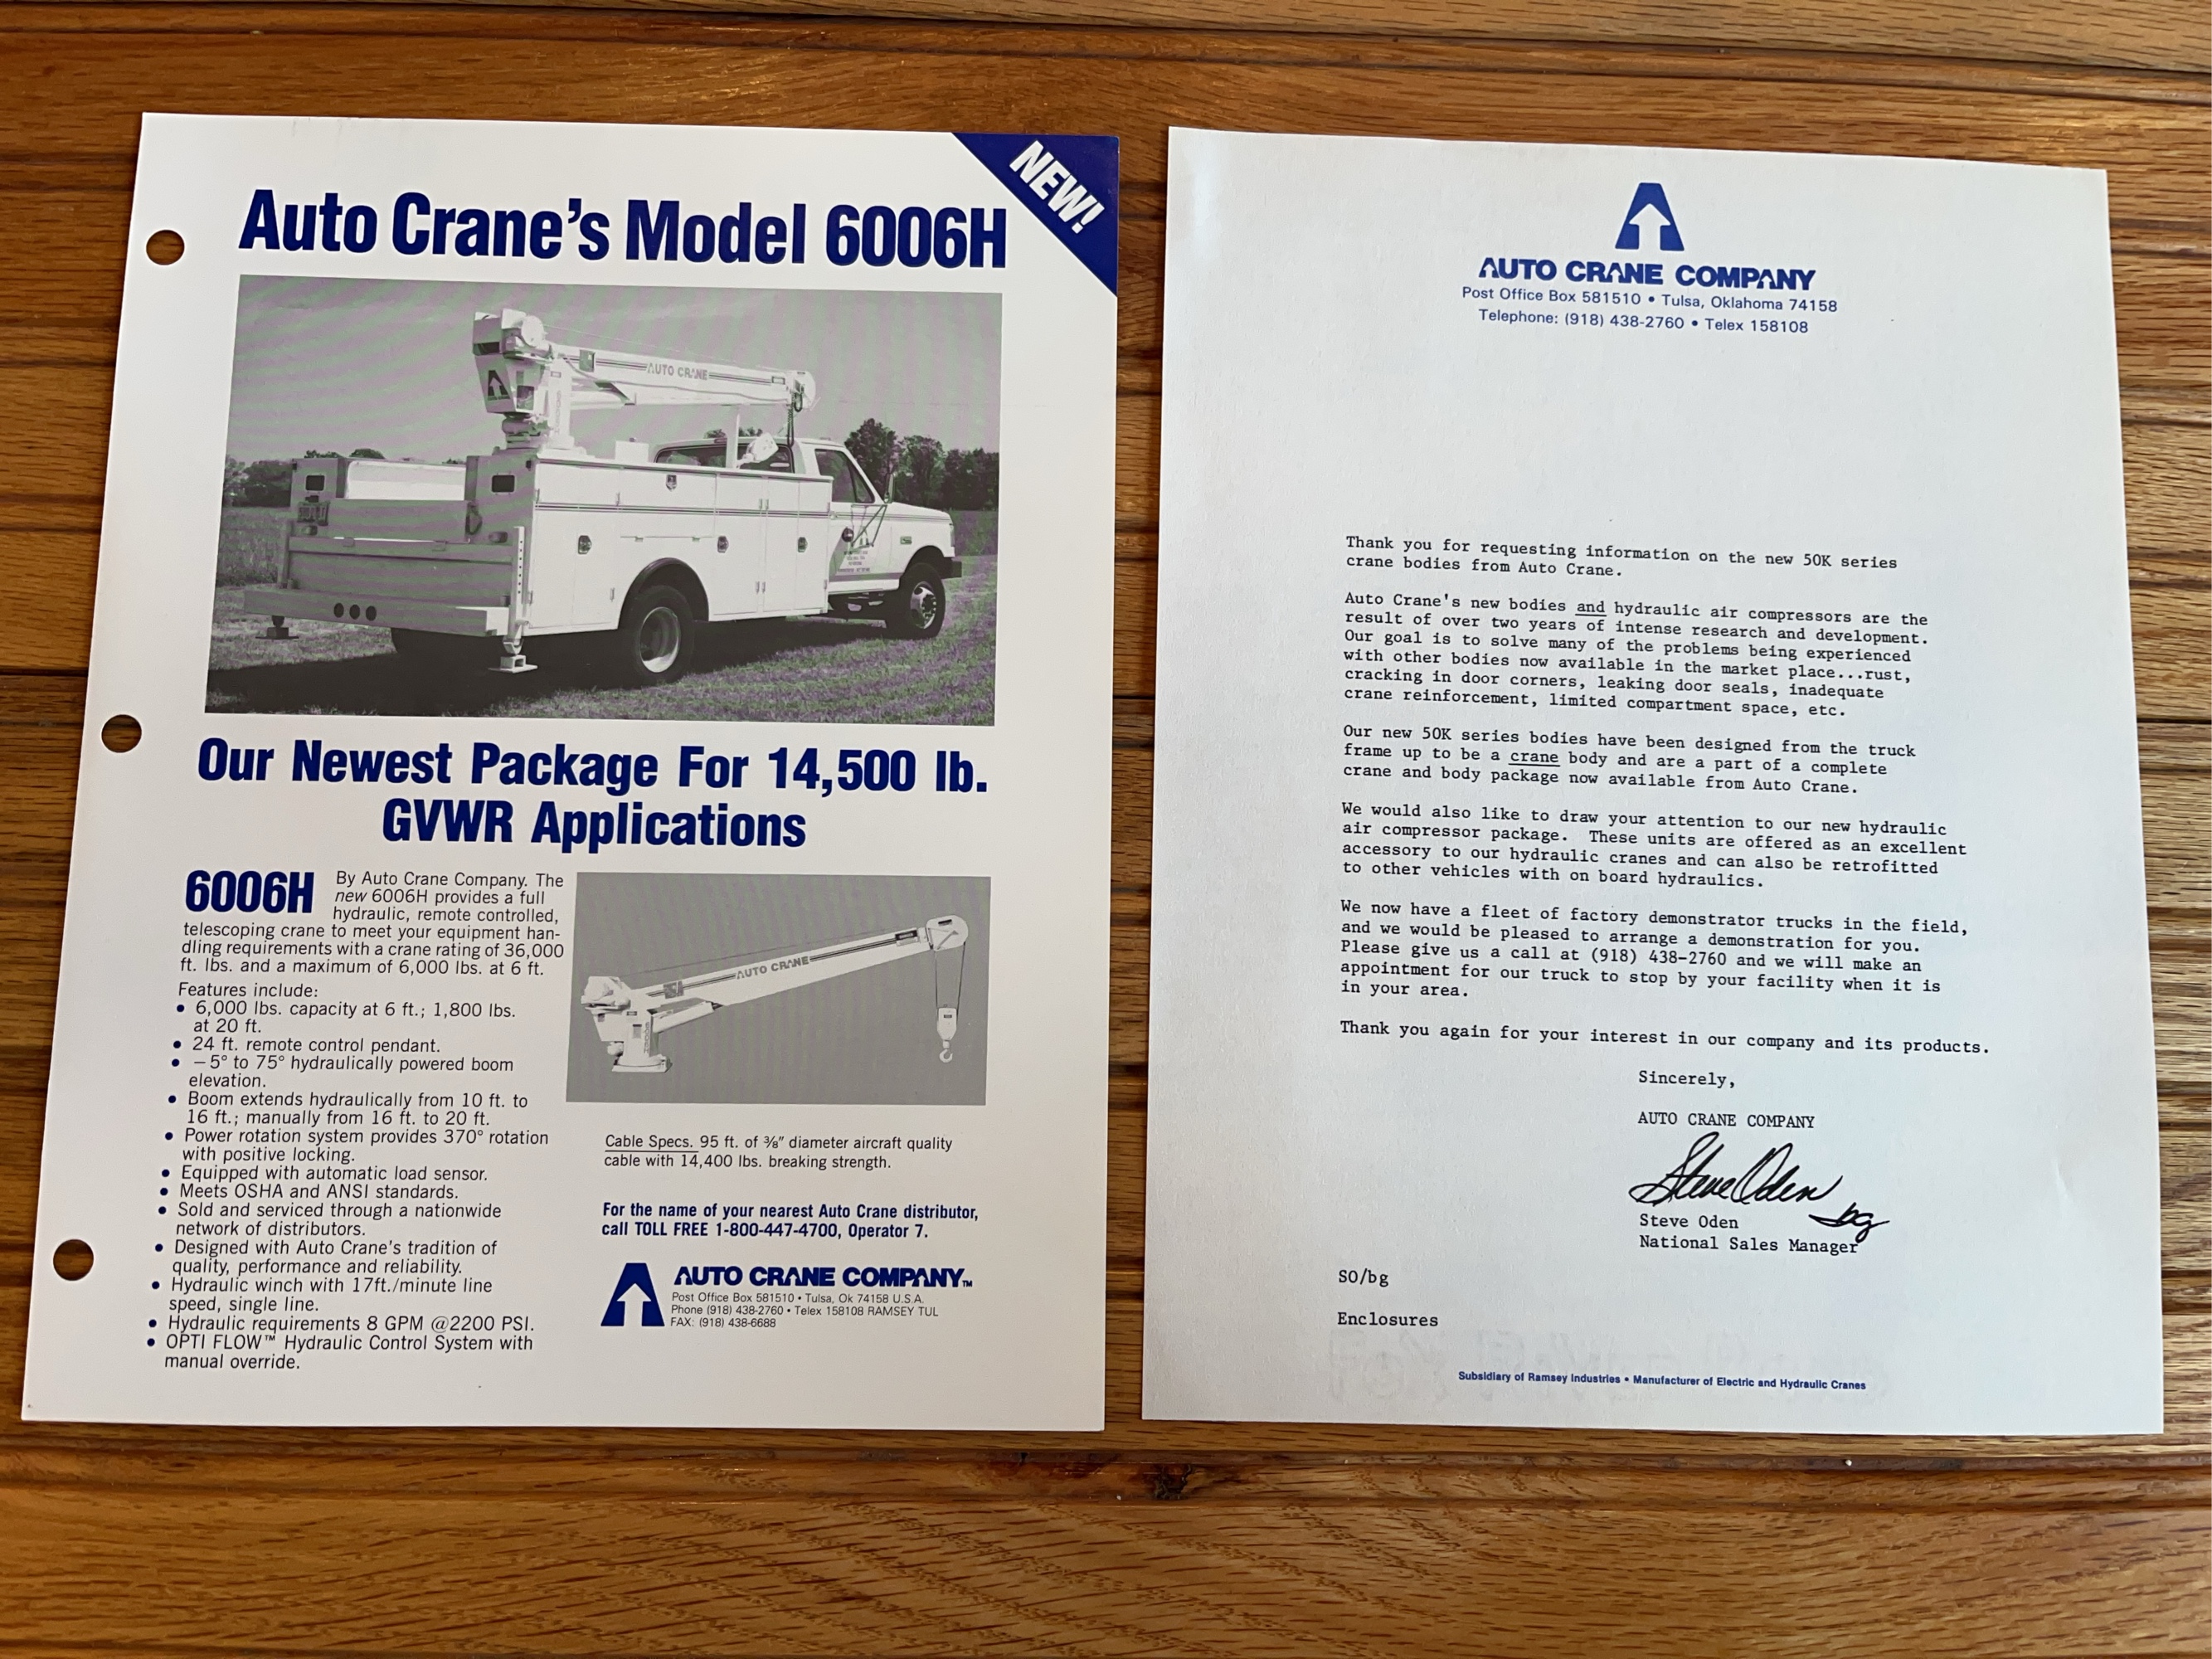 NEW!
Auto Crane's Model 6006H
AUTO CRANE
Our Newest Package For 14,500 lb.
GVWR Applications
6006H By Auto Crane Company. The
new 6006H provides a full
hydraulic, remote controlled,
telescoping crane to meet your equipment han-
dling requirements with a crane rating of 36,000
ft. lbs. and a maximum of 6,000 lbs. at 6 ft.
Features include:
• 6,000 lbs. capacity at 6 ft.; 1,800 lbs.
at 20 ft.
• 24 ft. remote control pendant.
• – 5° to 75° hydraulically powered boom
elevation.
• Boom extends hydraulically from 10 ft. to
16 ft.; manually from 16 ft. to 20 ft.
• Power rotation system provides 370° rotation
with positive locking.
• Equipped with automatic load sensor.
• Meets OSHA and ANSI standards.
• Sold and serviced through a nationwide
network of distributors.
• Designed with Auto Crane's tradition of
quality, performance and reliability.
• Hydraulic winch with 17ft./minute line
speed, single line.
• Hydraulic requirements 8 GPM @2200 PSI.
• OPTI FLOW™ Hydraulic Control System with
manual override.
AUTO CRANE
Cable Specs. 95 ft. of 3/8" diameter aircraft quality
cable with 14,400 lbs. breaking strength.
For the name of your nearest Auto Crane distributor,
call TOLL FREE 1-800-447-4700, Operator 7.
AUTO CRANE COMPANY™
Post Office Box 581510 • Tulsa, Ok 74158 U.S.A.
Phone (918) 438-2760 • Telex 158108 RAMSEY TUL
FAX: (918) 438-6688
AUTO CRANE COMPANY
Post Office Box 581510 • Tulsa, Oklahoma 74158
Telephone: (918) 438-2760 • Telex 158108
Thank you for requesting information on the new 50K series
crane bodies from Auto Crane.
Auto Crane's new bodies and hydraulic air compressors are the
result of over two years of intense research and development.
Our goal is to solve many of the problems being experienced
with other bodies now available in the market place...rust,
cracking in door corners, leaking door seals, inadequate
crane reinforcement, limited compartment space, etc.
Our new 50K series bodies have been designed from the truck
frame up to be a crane body and are a part of a complete
crane and body package now available from Auto Crane.
We would also like to draw your attention to our new hydraulic
air compressor package. These units are offered as an excellent
accessory to our hydraulic cranes and can also be retrofitted
to other vehicles with on board hydraulics.
We now have a fleet of factory demonstrator trucks in the field,
and we would be pleased to arrange a demonstration for you.
Please give us a call at (918) 438-2760 and we will make an
appointment for our truck to stop by your facility when it is
in your area.
Thank you again for your interest in our company and its products.
Sincerely,
AUTO CRANE COMPANY
Steve Oden bg
Steve Oden
National Sales Manager
SO/bg
Enclosures
Subsidiary of Ramsey Industries • Manufacturer of Electric and Hydraulic Cranes